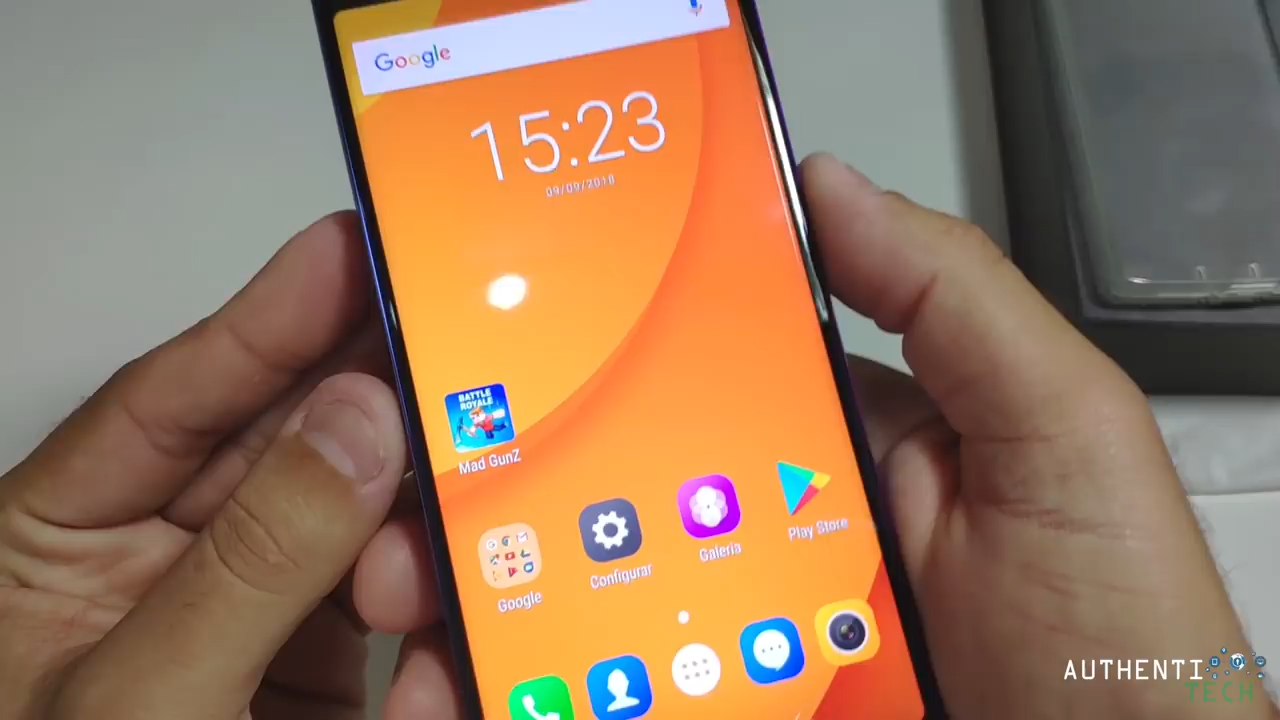 Google
15:23
09/09/2018
BATTLE
ROYALE
Mad GunZ
Google
Configurar
Galeria
Play Store
AUTHENTI
TECH